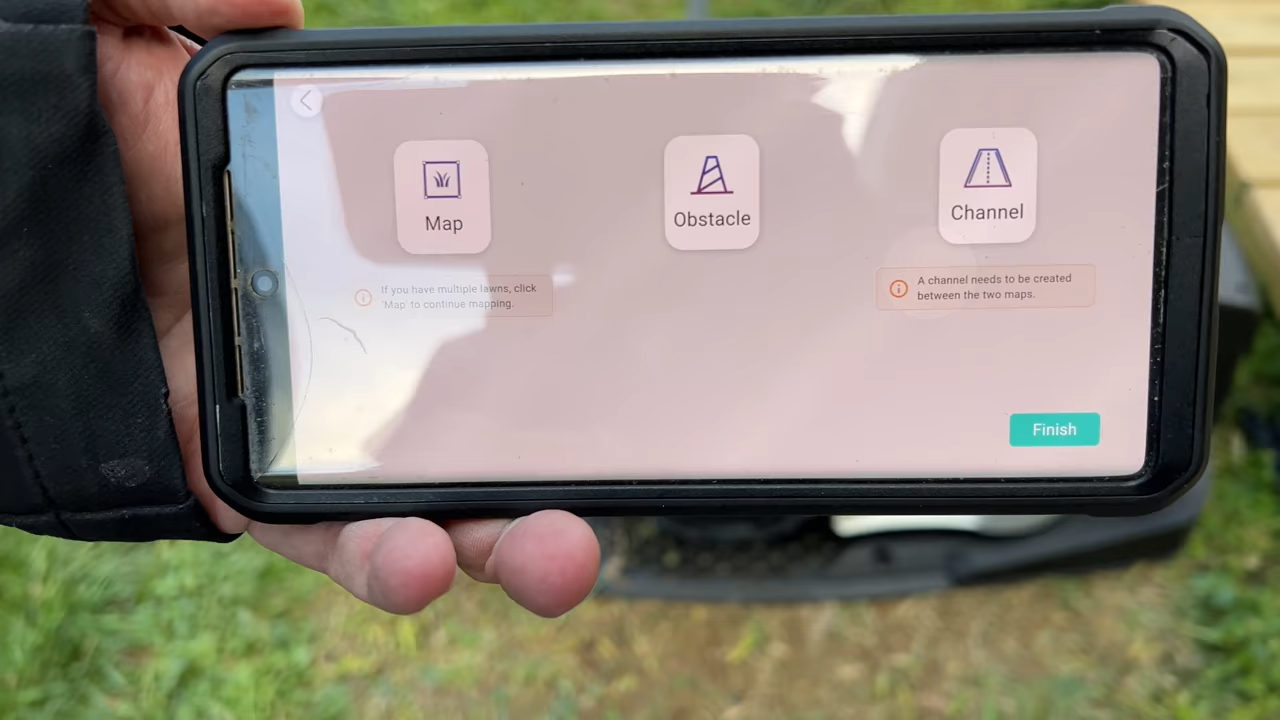 Map
Obstacle
Channel
If you have multiple lawns, click
'Map' to continue mapping.
A channel needs to be created
between the two maps.
Finish